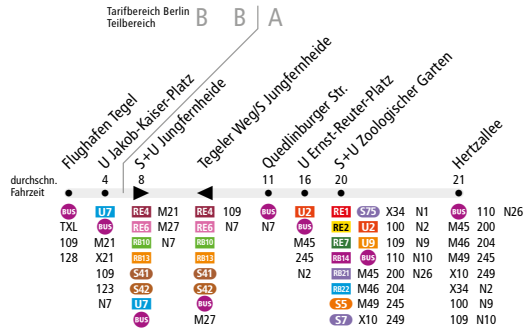 Tarifbereich Berlin
Teilbereich
B B A
Flughafen Tegel
U Jakob-Kaiser-Platz
S+U Jungfernheide
Tegeler Weg/S Jungfernheide
Quedlinburger Str.
U Ernst-Reuter-Platz
S+U Zoologischer Garten
Hertzallee
durchschn.
Fahrzeit
4 8 11 16 20 21
BUS
TXL
109
128
U7
BUS
M21
X21
109
123
N7
RE4 M21
RE6 M27
RB10 N7
RB13
S41
S42
U7
BUS
RE4 109
RE6 N7
RB10
RB13
S41
S42
BUS
M27
BUS
N7
U2
BUS
M45
245
N2
RE1 S75 X34 N1
RE2 U2 100 N2
RE7 U9 109 N9
RB14 BUS 110 N10
RB21 M45 200 N26
RB22 M46 204
S5 M49 245
S7 X10 249
BUS 110 N26
M45 200
M46 204
M49 245
X10 249
X34 N2
100 N9
109 N10